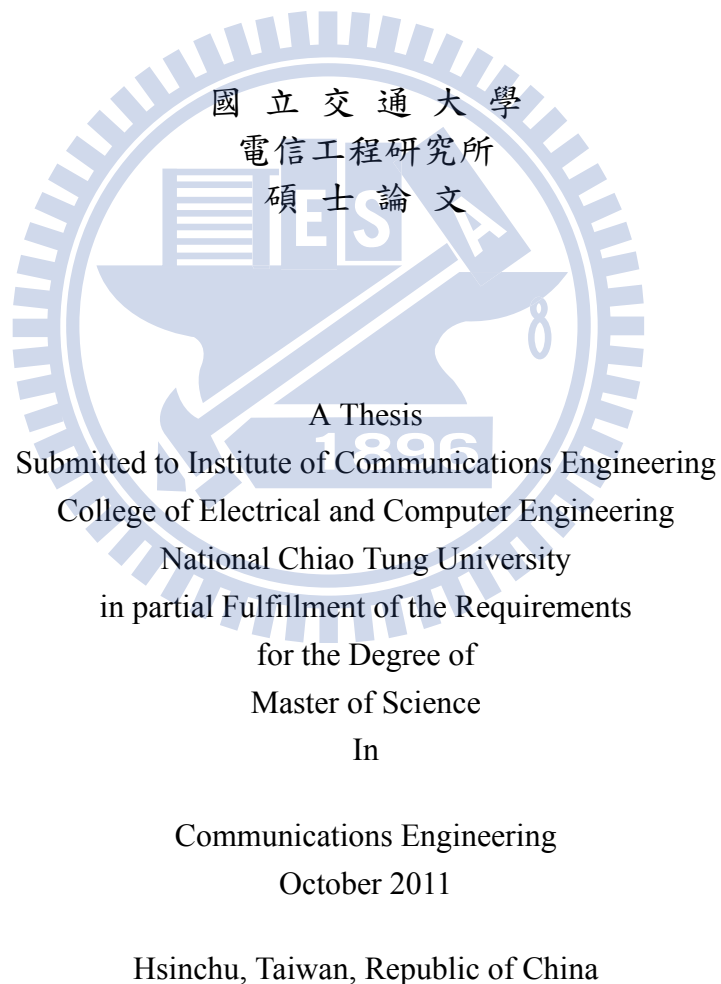 國 立 交 通 大 學
電信工程研究所
碩 士 論 文
E S A
A Thesis
1896
Submitted to Institute of Communications Engineering
College of Electrical and Computer Engineering
National Chiao Tung University
in partial Fulfillment of the Requirements
for the Degree of
Master of Science
In
Communications Engineering
October 2011
Hsinchu, Taiwan, Republic of China